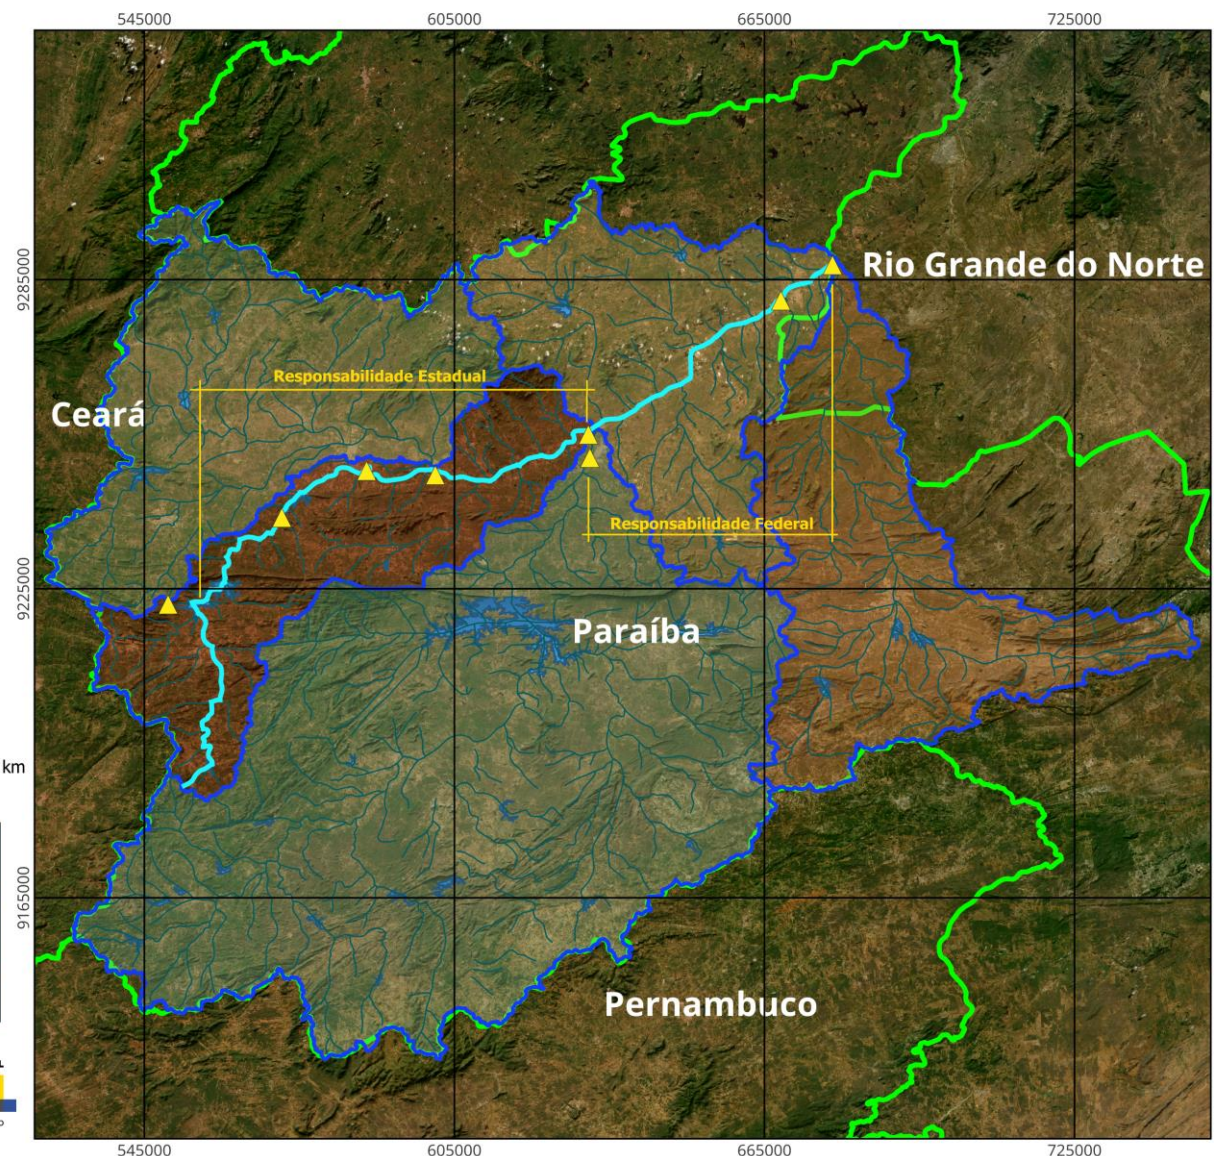 545000 605000 665000 725000
Rio Grande do Norte
9285000
Responsabilidade Estadual
Ceará
Responsabilidade Federal
9225000
Paraíba
km
9165000
Pernambuco
545000 605000 665000 725000